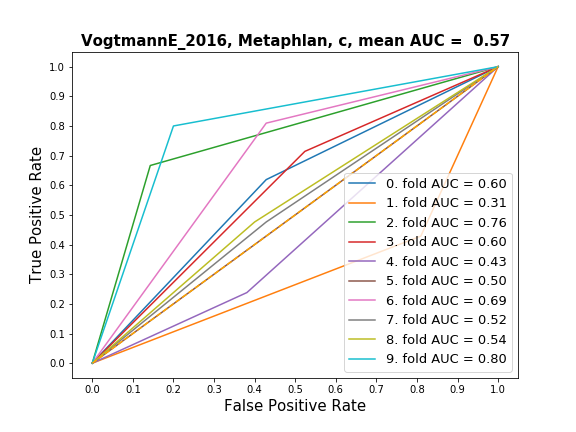 VogtmannE_2016, Metaphlan, c, mean AUC =  0.57
True Positive Rate
1.0
0.9
0.8
0.7
0.6
0.5
0.4
0.3
0.2
0.1
0.0
0. fold AUC = 0.60
1. fold AUC = 0.31
2. fold AUC = 0.76
3. fold AUC = 0.60
4. fold AUC = 0.43
5. fold AUC = 0.50
6. fold AUC = 0.69
7. fold AUC = 0.52
8. fold AUC = 0.54
9. fold AUC = 0.80
0.0 0.1 0.2 0.3 0.4 0.5 0.6 0.7 0.8 0.9 1.0
False Positive Rate